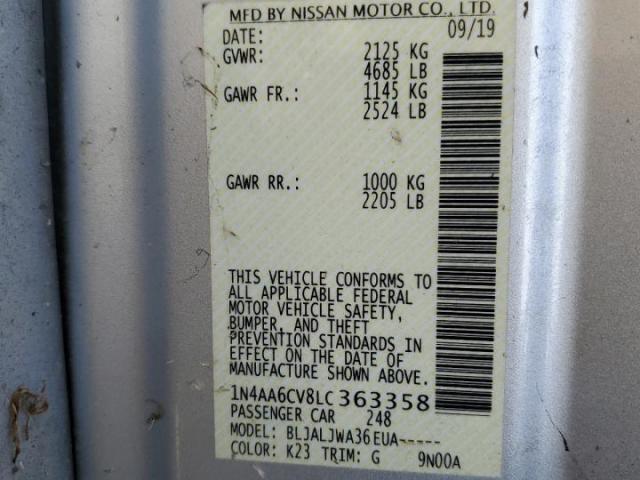 MFD BY NISSAN MOTOR CO., LTD.
DATE: 09/19
GVWR: 2125 KG
4685 LB
GAWR FR.: 1145 KG
2524 LB
GAWR RR.: 1000 KG
2205 LB
THIS VEHICLE CONFORMS TO
ALL APPLICABLE FEDERAL
MOTOR VEHICLE SAFETY,
BUMPER, AND THEFT
PREVENTION STANDARDS IN
EFFECT ON THE DATE OF
MANUFACTURE SHOWN ABOVE.
1N4AA6CV8LC363358
PASSENGER CAR 248
MODEL: BLJALJWA36EUA-----
COLOR: K23 TRIM: G 9N00A